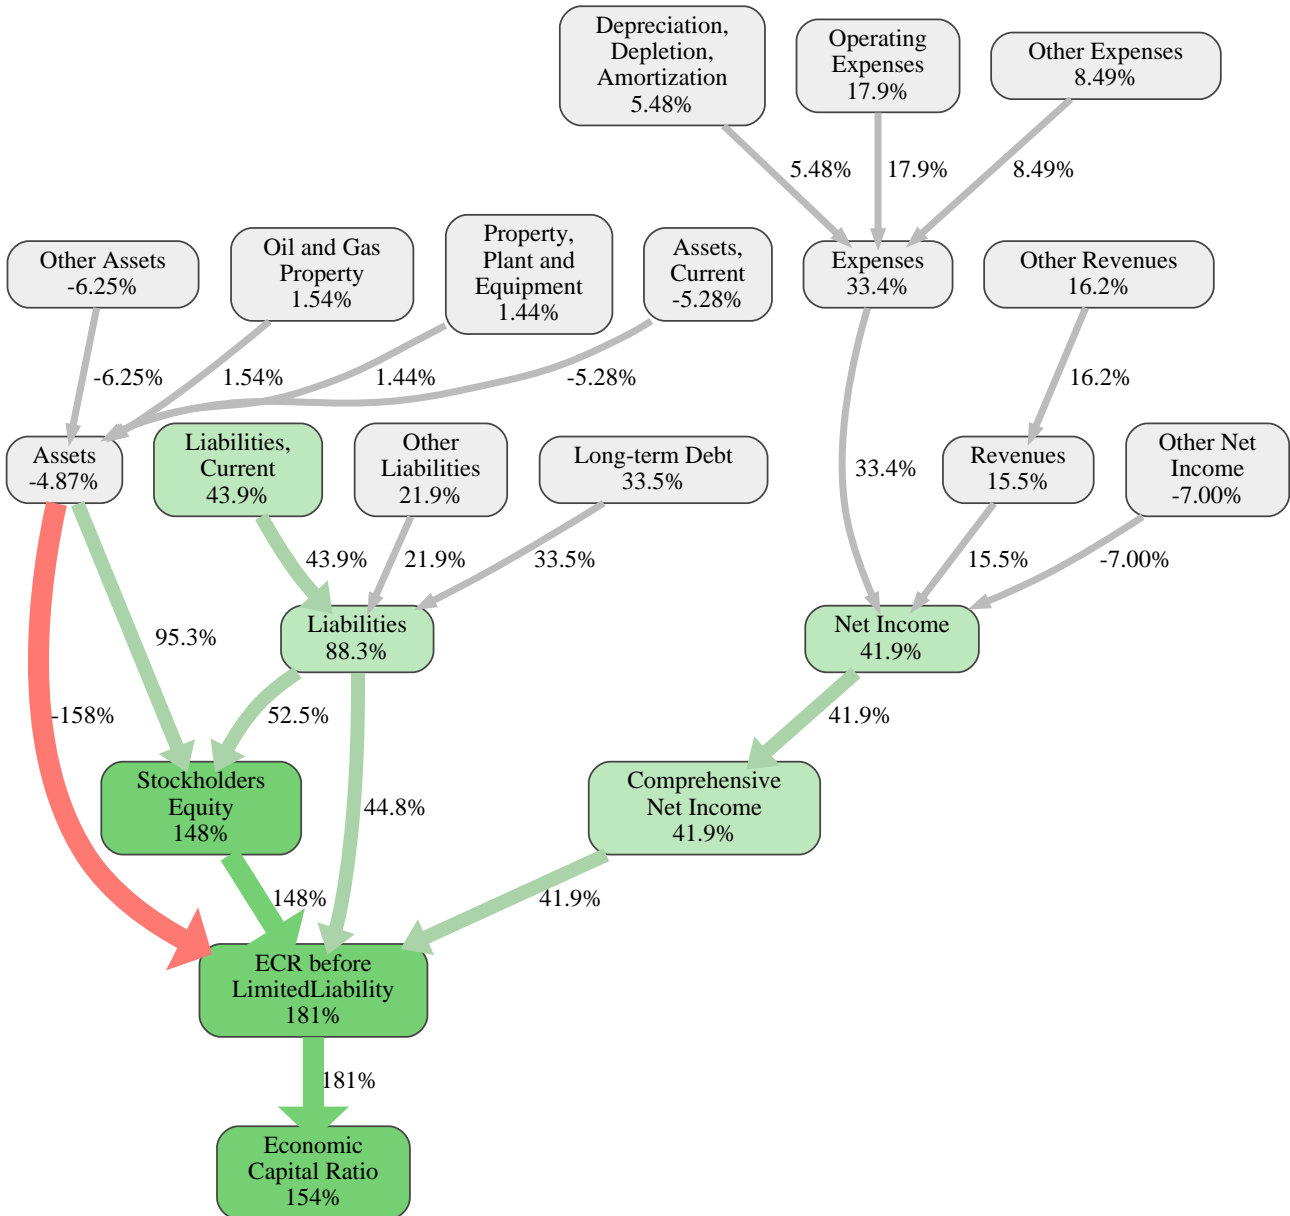 Depreciation,
Depletion,
Amortization
5.48%
Operating
Expenses
17.9%
Other Expenses
8.49%
5.48%
17.9%
8.49%
Other Assets
-6.25%
Oil and Gas
Property
1.54%
Property,
Plant and
Equipment
1.44%
Assets,
Current
-5.28%
Expenses
33.4%
Other Revenues
16.2%
-6.25%
1.54%
1.44%
-5.28%
16.2%
Assets
-4.87%
Liabilities,
Current
43.9%
Other
Liabilities
21.9%
Long-term Debt
33.5%
33.4%
Revenues
15.5%
Other Net
Income
-7.00%
43.9%
21.9%
33.5%
15.5%
-7.00%
95.3%
Liabilities
88.3%
Net Income
41.9%
-158%
52.5%
41.9%
Stockholders
Equity
148%
44.8%
Comprehensive
Net Income
41.9%
148%
41.9%
ECR before
LimitedLiability
181%
181%
Economic
Capital Ratio
154%